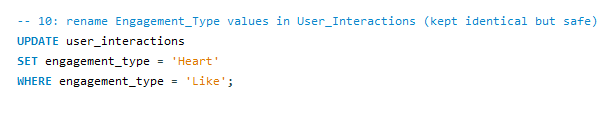 -- 10: rename Engagement_Type values in User_Interactions (kept identical but safe)
UPDATE user_interactions
SET engagement_type = 'Heart'
WHERE engagement_type = 'Like';